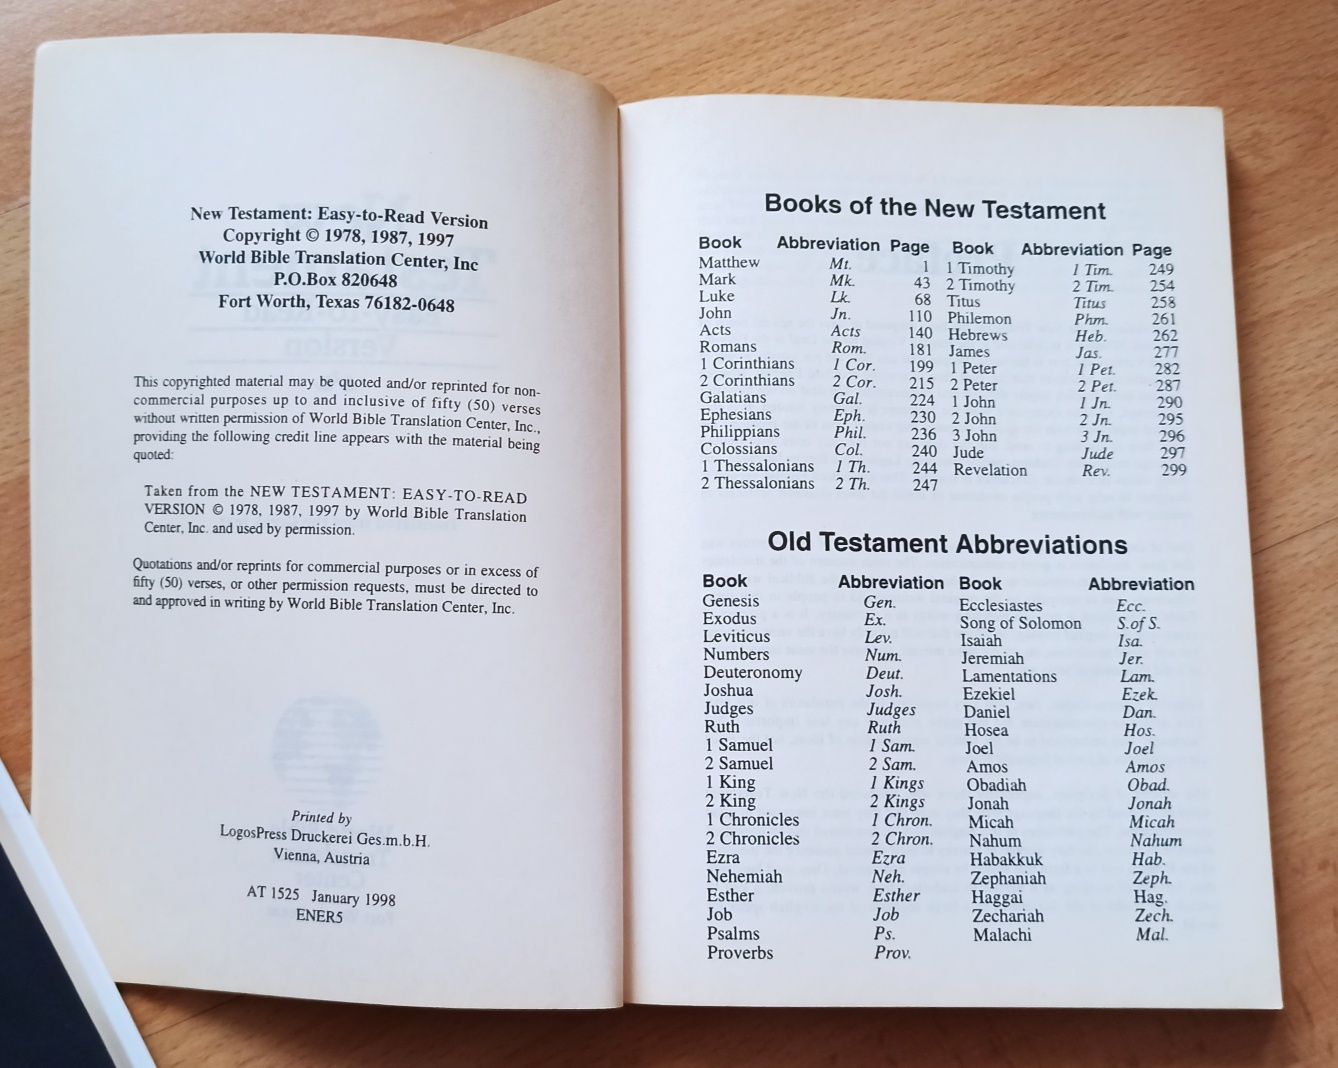 New Testament: Easy-to-Read Version
Copyright © 1978, 1987, 1997
World Bible Translation Center, Inc
P.O.Box 820648
Fort Worth, Texas 76182-0648
This copyrighted material may be quoted and/or reprinted for non-
commercial purposes up to and inclusive of fifty (50) verses
without written permission of World Bible Translation Center, Inc.,
providing the following credit line appears with the material being
quoted:
Taken from the NEW TESTAMENT: EASY-TO-READ
VERSION © 1978, 1987, 1997 by World Bible Translation
Center, Inc. and used by permission.
Quotations and/or reprints for commercial purposes or in excess of
fifty (50) verses, or other permission requests, must be directed to
and approved in writing by World Bible Translation Center, Inc.
Printed by
LogosPress Druckerei Ges.m.b.H.
Vienna, Austria
AT 1525 January 1998
ENER5
Books of the New Testament
Book Abbreviation Page Book Abbreviation Page
Matthew Mt. 1 1 Timothy 1 Tim. 249
Mark Mk. 43 2 Timothy 2 Tim. 254
Luke Lk. 68 Titus Titus 258
John Jn. 110 Philemon Phm. 261
Acts Acts 140 Hebrews Heb. 262
Romans Rom. 181 James Jas. 277
1 Corinthians 1 Cor. 199 1 Peter 1 Pet. 282
2 Corinthians 2 Cor. 215 2 Peter 2 Pet. 287
Galatians Gal. 224 1 John 1 Jn. 290
Ephesians Eph. 230 2 John 2 Jn. 295
Philippians Phil. 236 3 John 3 Jn. 296
Colossians Col. 240 Jude Jude 297
1 Thessalonians 1 Th. 244 Revelation Rev. 299
2 Thessalonians 2 Th. 247
Old Testament Abbreviations
Book Abbreviation Book Abbreviation
Genesis Gen. Ecclesiastes Ecc.
Exodus Ex. Song of Solomon S.of S.
Leviticus Lev. Isaiah Isa.
Numbers Num. Jeremiah Jer.
Deuteronomy Deut. Lamentations Lam.
Joshua Josh. Ezekiel Ezek.
Judges Judges Daniel Dan.
Ruth Ruth Hosea Hos.
1 Samuel 1 Sam. Joel Joel
2 Samuel 2 Sam. Amos Amos
1 King 1 Kings Obadiah Obad.
2 King 2 Kings Jonah Jonah
1 Chronicles 1 Chron. Micah Micah
2 Chronicles 2 Chron. Nahum Nahum
Ezra Ezra Habakkuk Hab.
Nehemiah Neh. Zephaniah Zeph.
Esther Esther Haggai Hag.
Job Job Zechariah Zech.
Psalms Ps. Malachi Mal.
Proverbs Prov.